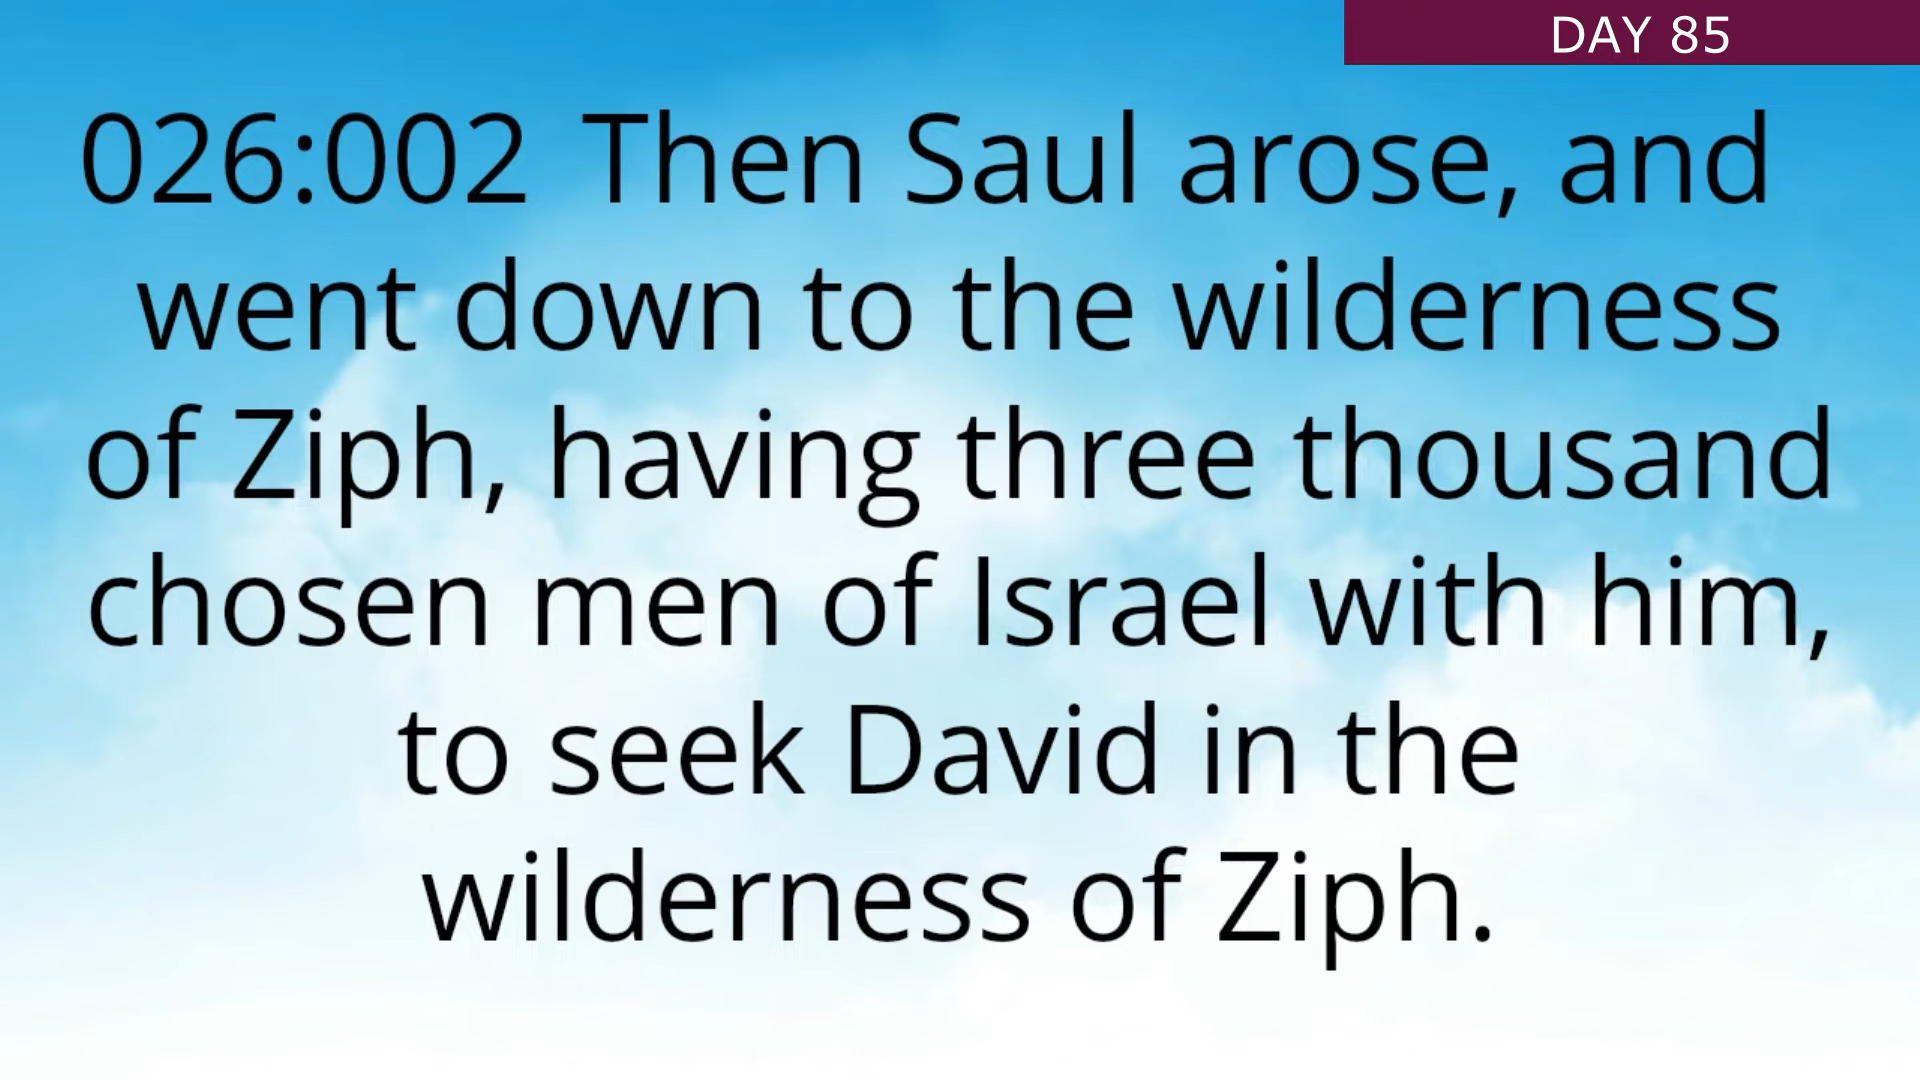 DAY 85
026:002 Then Saul arose, and
went down to the wilderness
of Ziph, having three thousand
chosen men of Israel with him,
to seek David in the
wilderness of Ziph.